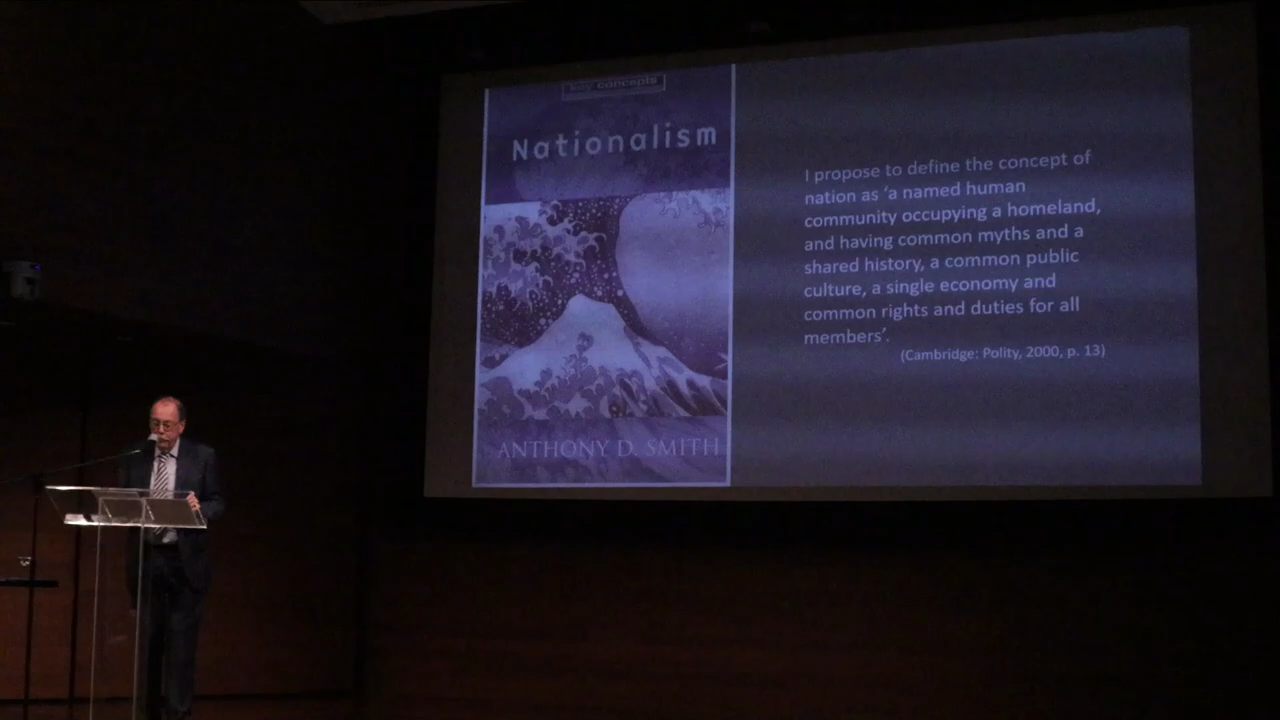 key concepts
Nationalism
ANTHONY D. SMITH
I propose to define the concept of
nation as ‘a named human
community occupying a homeland,
and having common myths and a
shared history, a common public
culture, a single economy and
common rights and duties for all
members’.
(Cambridge: Polity, 2000, p. 13)